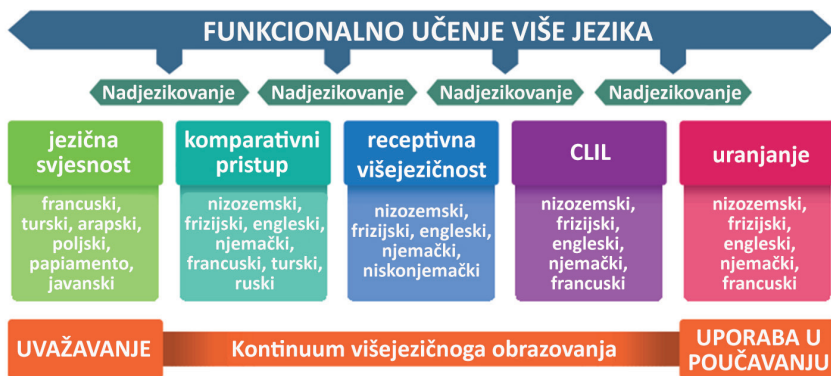 FUNKCIONALNO UČENJE VIŠE JEZIKA
Nadjezikovanje
Nadjezikovanje
Nadjezikovanje
Nadjezikovanje
jezična
svjesnost
francuski,
turski, arapski,
poljski,
papiamento,
javanski
komparativni
pristup
nizozemski,
frizijski, engleski,
njemački,
francuski, turski,
ruski
receptivna
višejezičnost
nizozemski,
frizijski, engleski,
njemački,
niskonjemački
CLIL
nizozemski,
frizijski,
engleski,
njemački,
francuski
uranjanje
nizozemski,
frizijski,
engleski,
njemački,
francuski
UVAŽAVANJE
Kontinuum višejezičnoga obrazovanja
UPORABA U
POUČAVANJU